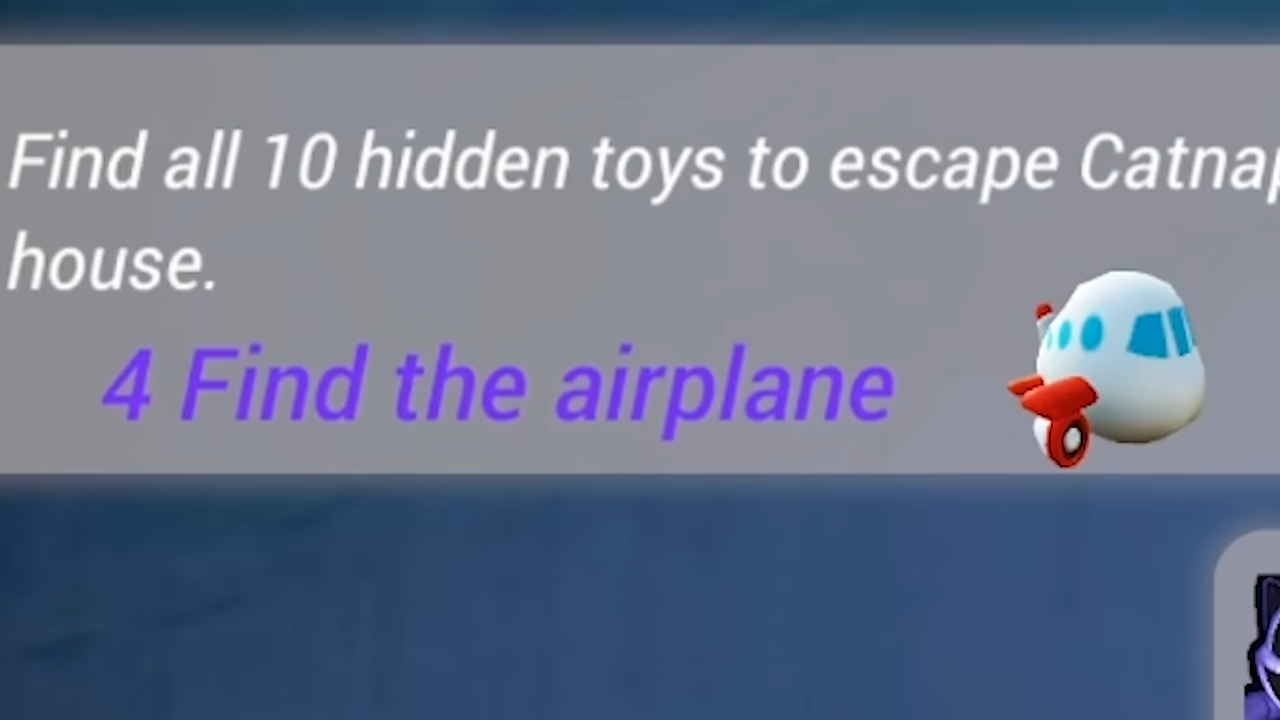 Find all 10 hidden toys to escape Catnap
house.
4 Find the airplane